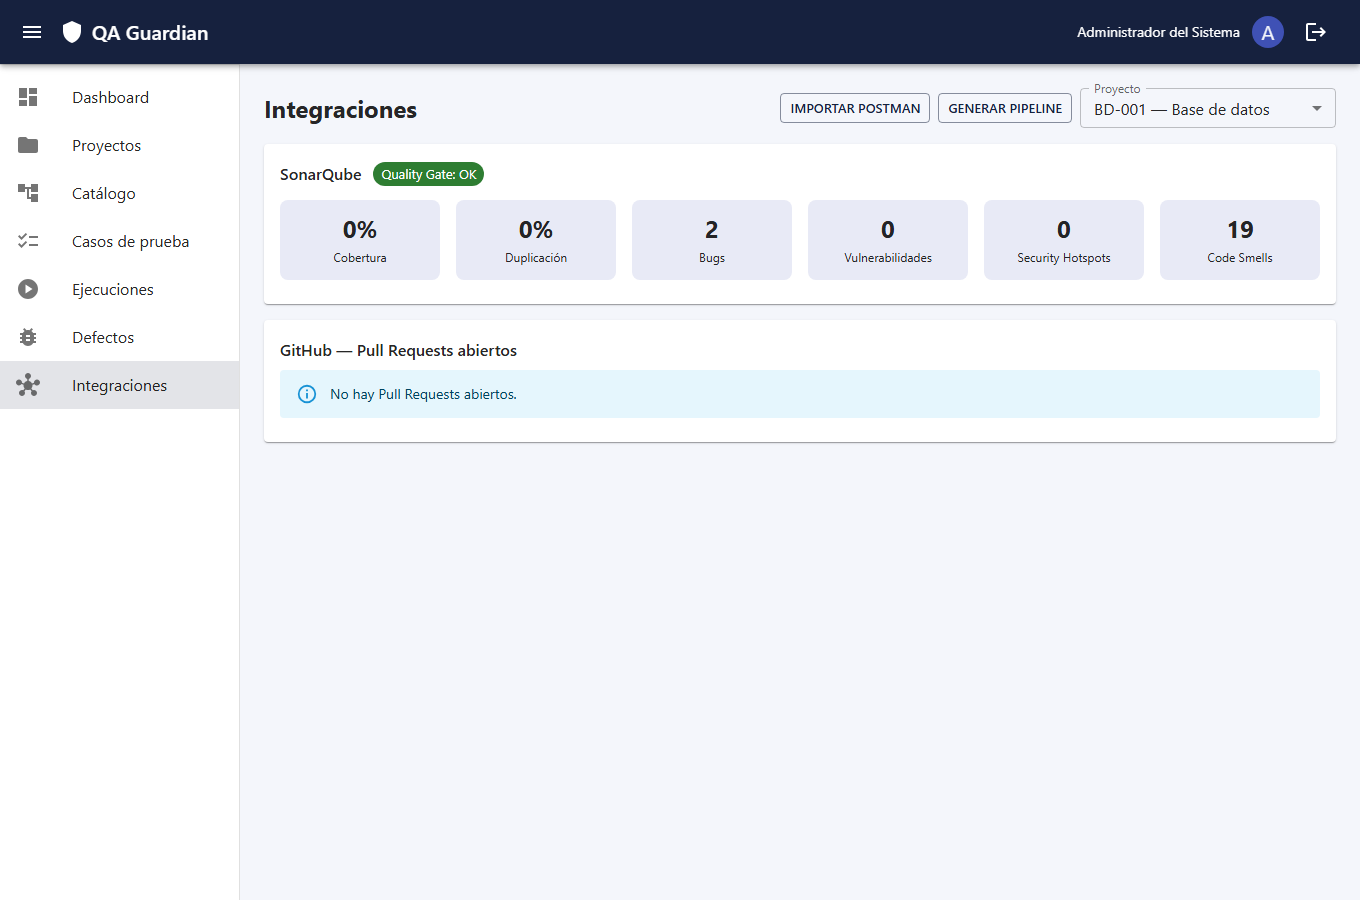 QA Guardian
Administrador del Sistema
A
Dashboard
Proyectos
Catálogo
Casos de prueba
Ejecuciones
Defectos
Integraciones
Integraciones
IMPORTAR POSTMAN
GENERAR PIPELINE
Proyecto
BD-001 — Base de datos
SonarQube
Quality Gate: OK
0%
Cobertura
0%
Duplicación
2
Bugs
0
Vulnerabilidades
0
Security Hotspots
19
Code Smells
GitHub — Pull Requests abiertos
No hay Pull Requests abiertos.